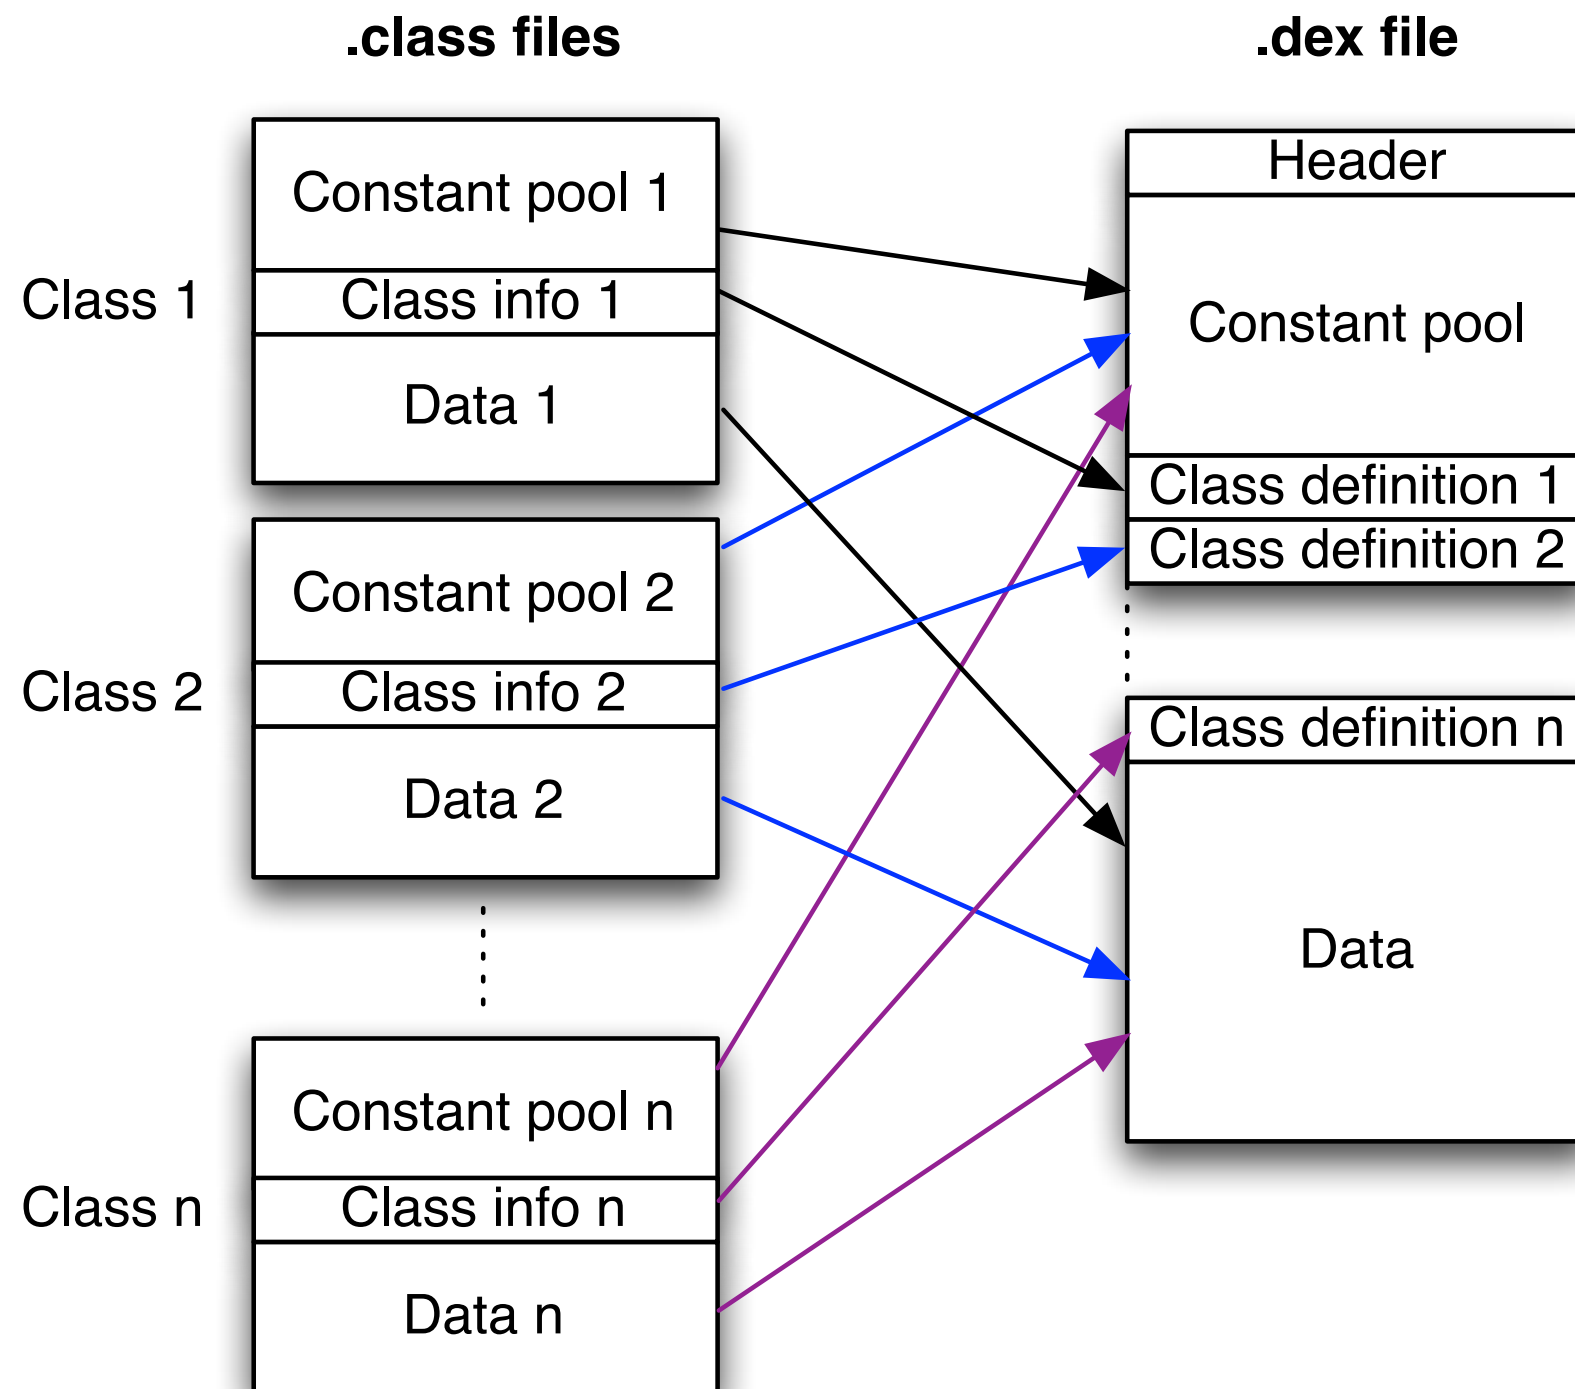 .class files
Class 1
Constant pool 1
Class info 1
Data 1
Class 2
Constant pool 2
Class info 2
Data 2
Class n
Constant pool n
Class info n
Data n
.dex file
Header
Constant pool
Class definition 1
Class definition 2
Class definition n
Data